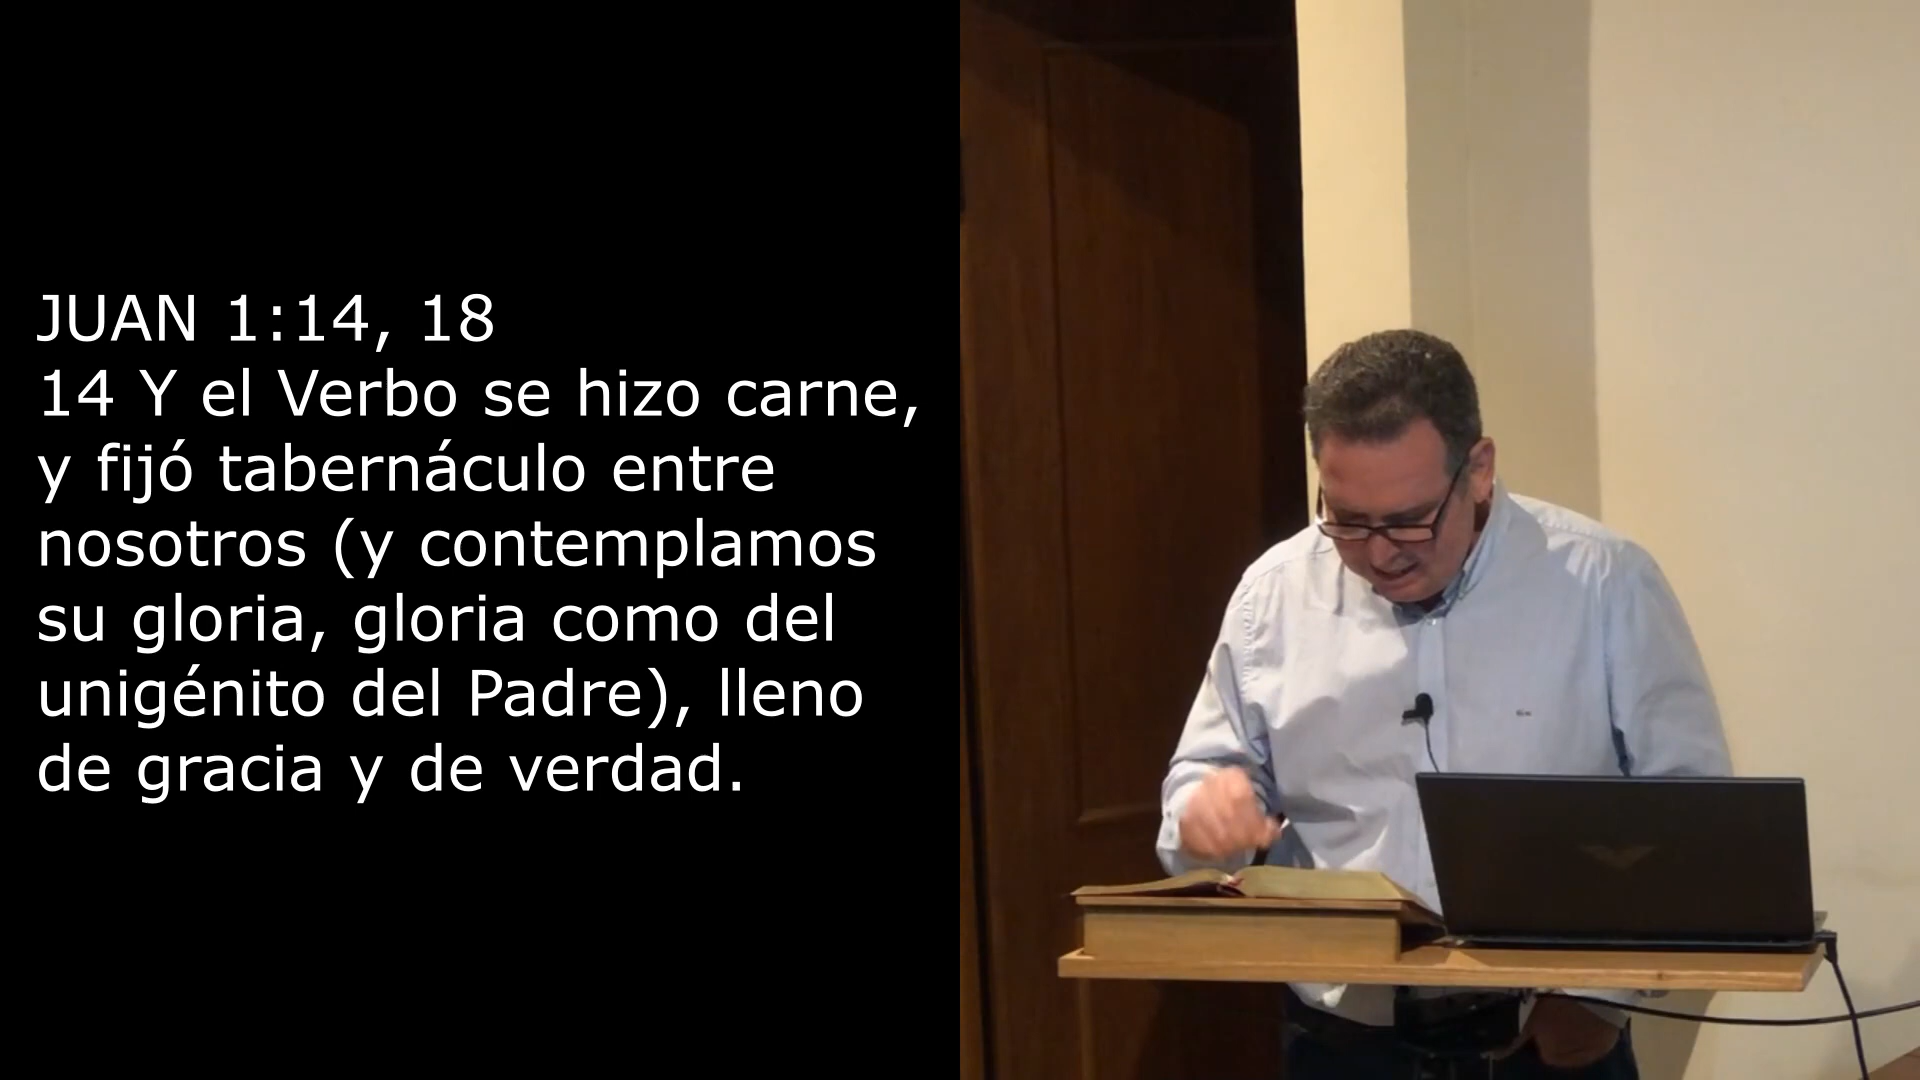 JUAN 1:14, 18
14 Y el Verbo se hizo carne,
y fijó tabernáculo entre
nosotros (y contemplamos
su gloria, gloria como del
unigénito del Padre), lleno
de gracia y de verdad.